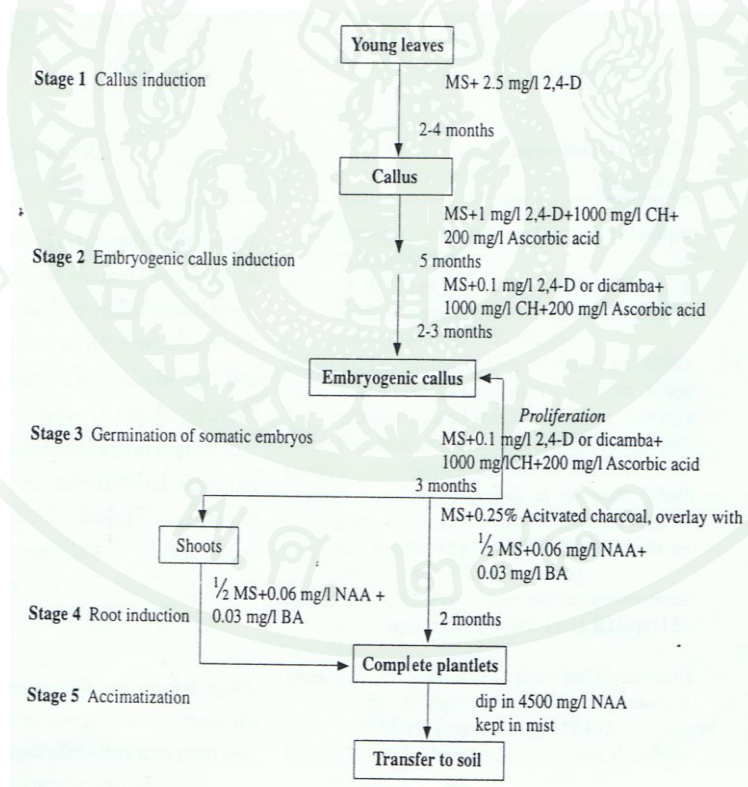 Young leaves
Stage 1 Callus induction
MS+ 2.5 mg/l 2,4-D
2-4 months
Callus
MS+1 mg/l 2,4-D+1000 mg/l CH+
200 mg/l Ascorbic acid
Stage 2 Embryogenic callus induction
5 months
MS+0.1 mg/l 2,4-D or dicamba+
1000 mg/l CH+200 mg/l Ascorbic acid
2-3 months
Embryogenic callus
Proliferation
Stage 3 Germination of somatic embryos
MS+0.1 mg/l 2,4-D or dicamba+
1000 mg/lCH+200 mg/l Ascorbic acid
3 months
MS+0.25% Acitvated charcoal, overlay with
Shoots
½ MS+0.06 mg/l NAA+
0.03 mg/l BA
½ MS+0.06 mg/l NAA +
0.03 mg/l BA
Stage 4 Root induction
2 months
Complete plantlets
Stage 5 Accimatization
dip in 4500 mg/l NAA
kept in mist
Transfer to soil